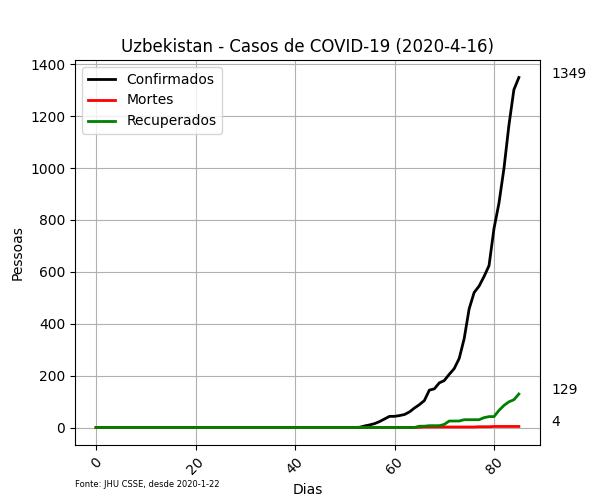 Uzbekistan - Casos de COVID-19 (2020-4-16)
Confirmados
Mortes
Recuperados
1400
1200
1000
800
600
400
200
0
Pessoas
1349
129
4
0
20
40
60
80
Dias
Fonte: JHU CSSE, desde 2020-1-22